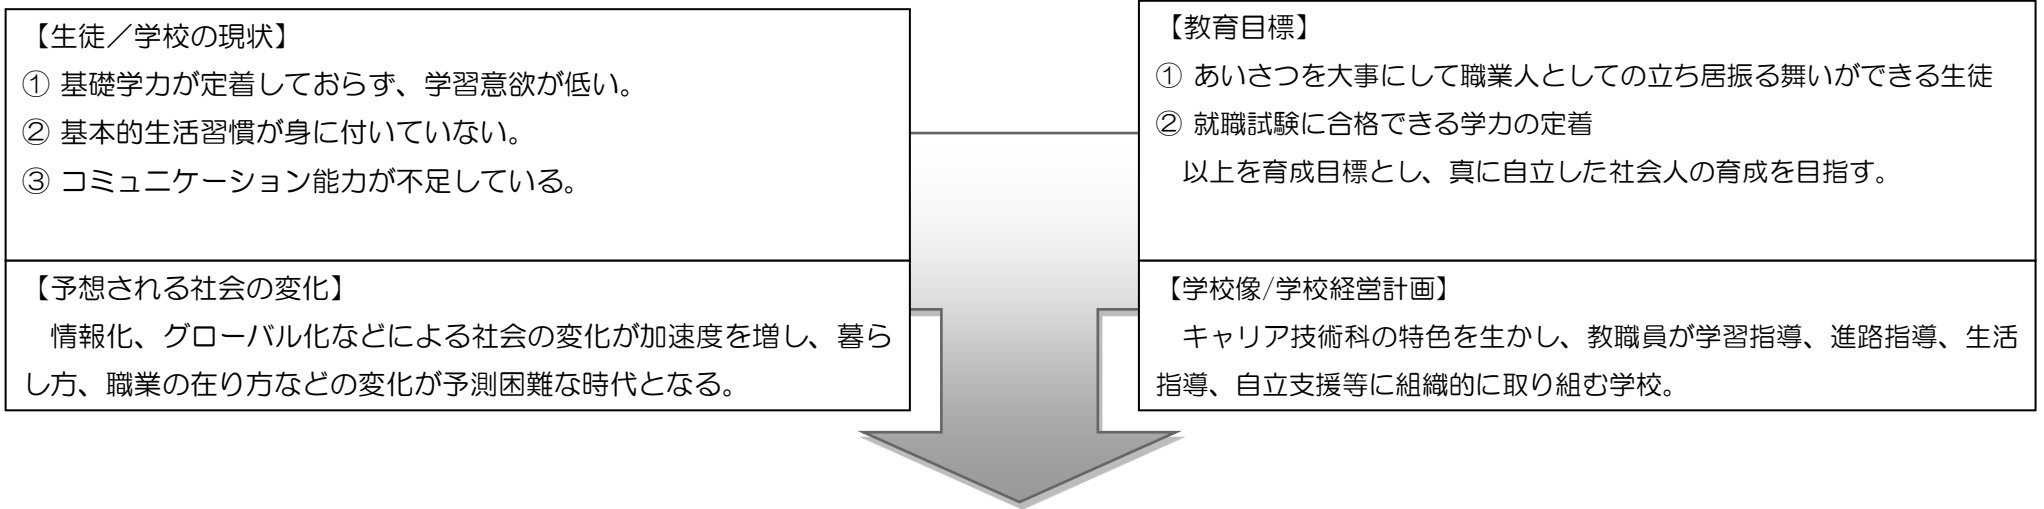 【生徒／学校の現状】
① 基礎学力が定着しておらず、学習意欲が低い。
② 基本的生活習慣が身に付いていない。
③ コミュニケーション能力が不足している。
【予想される社会の変化】
　情報化、グローバル化などによる社会の変化が加速度を増し、暮ら
し方、職業の在り方などの変化が予測困難な時代となる。
【教育目標】
① あいさつを大事にして職業人としての立ち居振る舞いができる生徒
② 就職試験に合格できる学力の定着
　以上を育成目標とし、真に自立した社会人の育成を目指す。
【学校像/学校経営計画】
　キャリア技術科の特色を生かし、教職員が学習指導、進路指導、生活
指導、自立支援等に組織的に取り組む学校。